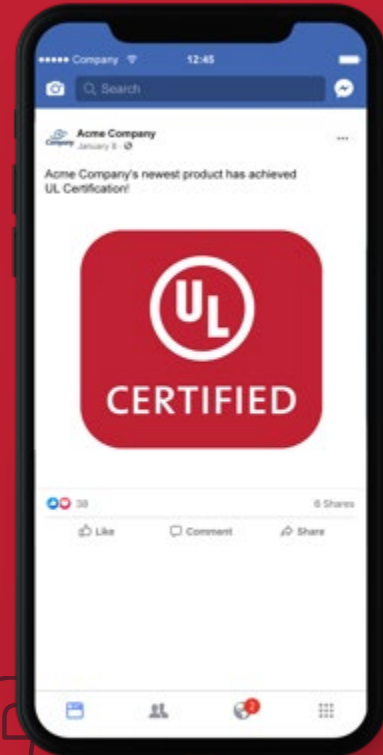 Company 12:45
Search
Acme Company
January 8
Acme Company's newest product has achieved
UL Certification!
UL
CERTIFIED
38 6 Shares
Like Comment Share
2